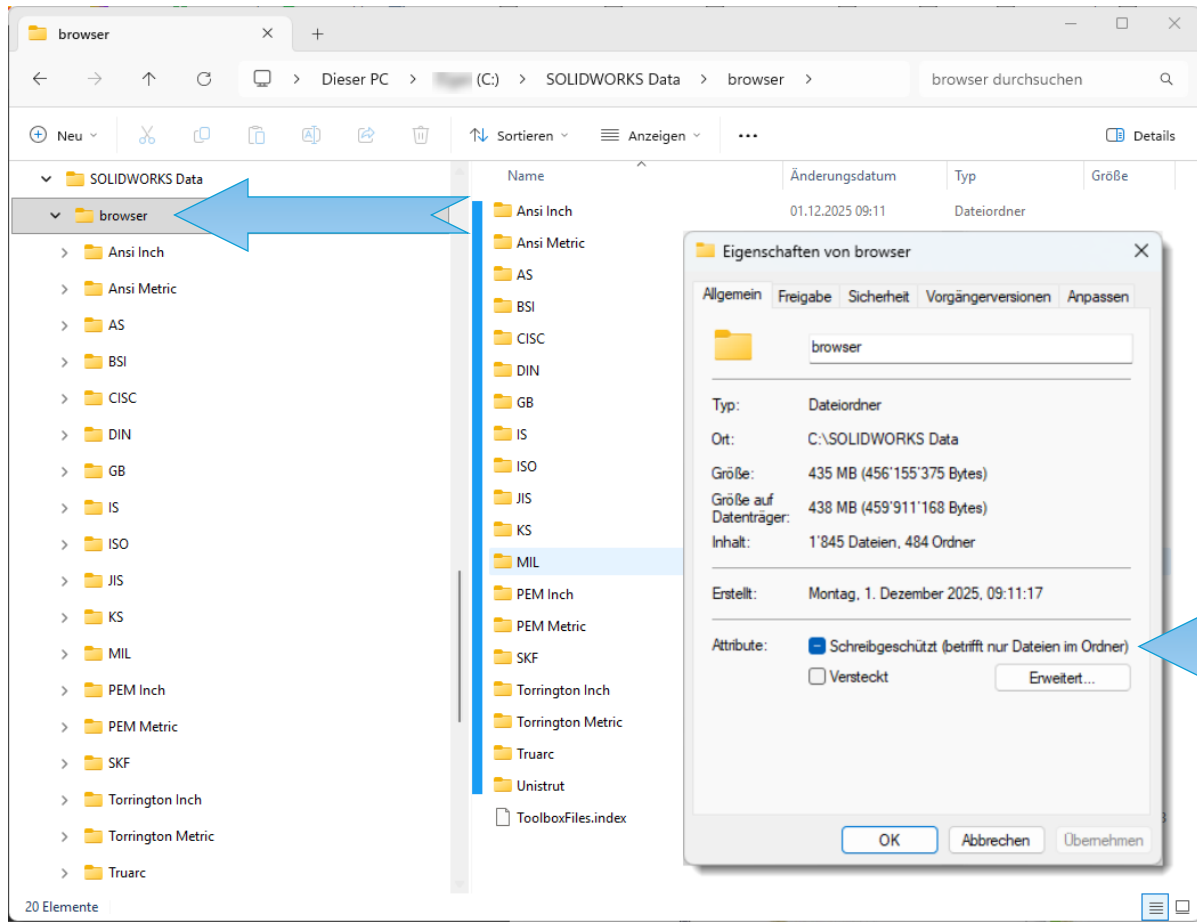 browser
Dieser PC > (C:) > SOLIDWORKS Data > browser >
browser durchsuchen
Neu
Sortieren
Anzeigen
Details
SOLIDWORKS Data
browser
Ansi Inch
Ansi Metric
AS
BSI
CISC
DIN
GB
IS
ISO
JIS
KS
MIL
PEM Inch
PEM Metric
SKF
Torrington Inch
Torrington Metric
Truarc
Name Änderungsdatum Typ Größe
Ansi Inch 01.12.2025 09:11 Dateiordner
Ansi Metric
AS
BSI
CISC
DIN
GB
IS
ISO
JIS
KS
MIL
PEM Inch
PEM Metric
SKF
Torrington Inch
Torrington Metric
Truarc
Unistrut
ToolboxFiles.index
Eigenschaften von browser
Allgemein Freigabe Sicherheit Vorgängerversionen Anpassen
browser
Typ: Dateiordner
Ort: C:\SOLIDWORKS Data
Größe: 435 MB (456'155'375 Bytes)
Größe auf
Datenträger: 438 MB (459'911'168 Bytes)
Inhalt: 1'845 Dateien, 484 Ordner
Erstellt: Montag, 1. Dezember 2025, 09:11:17
Attribute: Schreibgeschützt (betrifft nur Dateien im Ordner)
Versteckt
Erweitert...
OK Abbrechen Übernehmen
20 Elemente